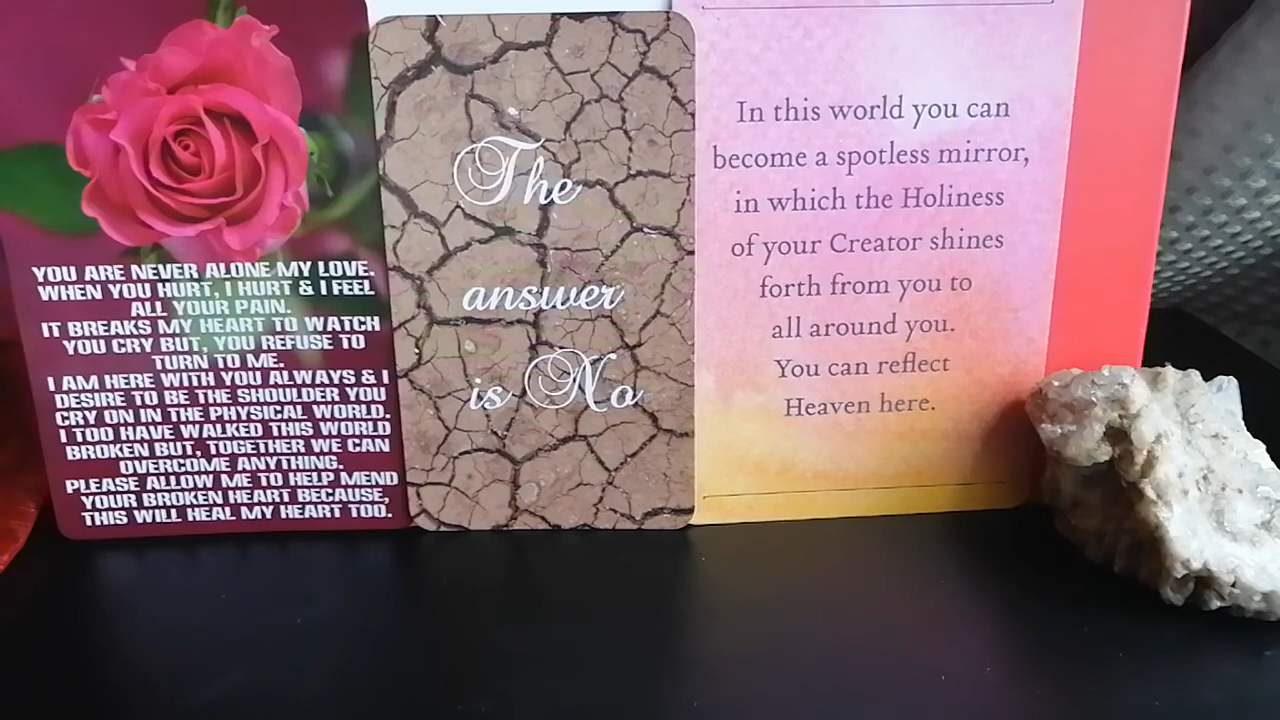 YOU ARE NEVER ALONE MY LOVE.
WHEN YOU HURT, I HURT & I FEEL
ALL YOUR PAIN.
IT BREAKS MY HEART TO WATCH
YOU CRY BUT, YOU REFUSE TO
TURN TO ME.
I AM HERE WITH YOU ALWAYS & I
DESIRE TO BE THE SHOULDER YOU
CRY ON IN THE PHYSICAL WORLD.
I TOO HAVE WALKED THIS WORLD
BROKEN BUT, TOGETHER WE CAN
OVERCOME ANYTHING.
PLEASE ALLOW ME TO HELP MEND
YOUR BROKEN HEART BECAUSE,
THIS WILL HEAL MY HEART TOO.
The
answer
is No
In this world you can
become a spotless mirror,
in which the Holiness
of your Creator shines
forth from you to
all around you.
You can reflect
Heaven here.